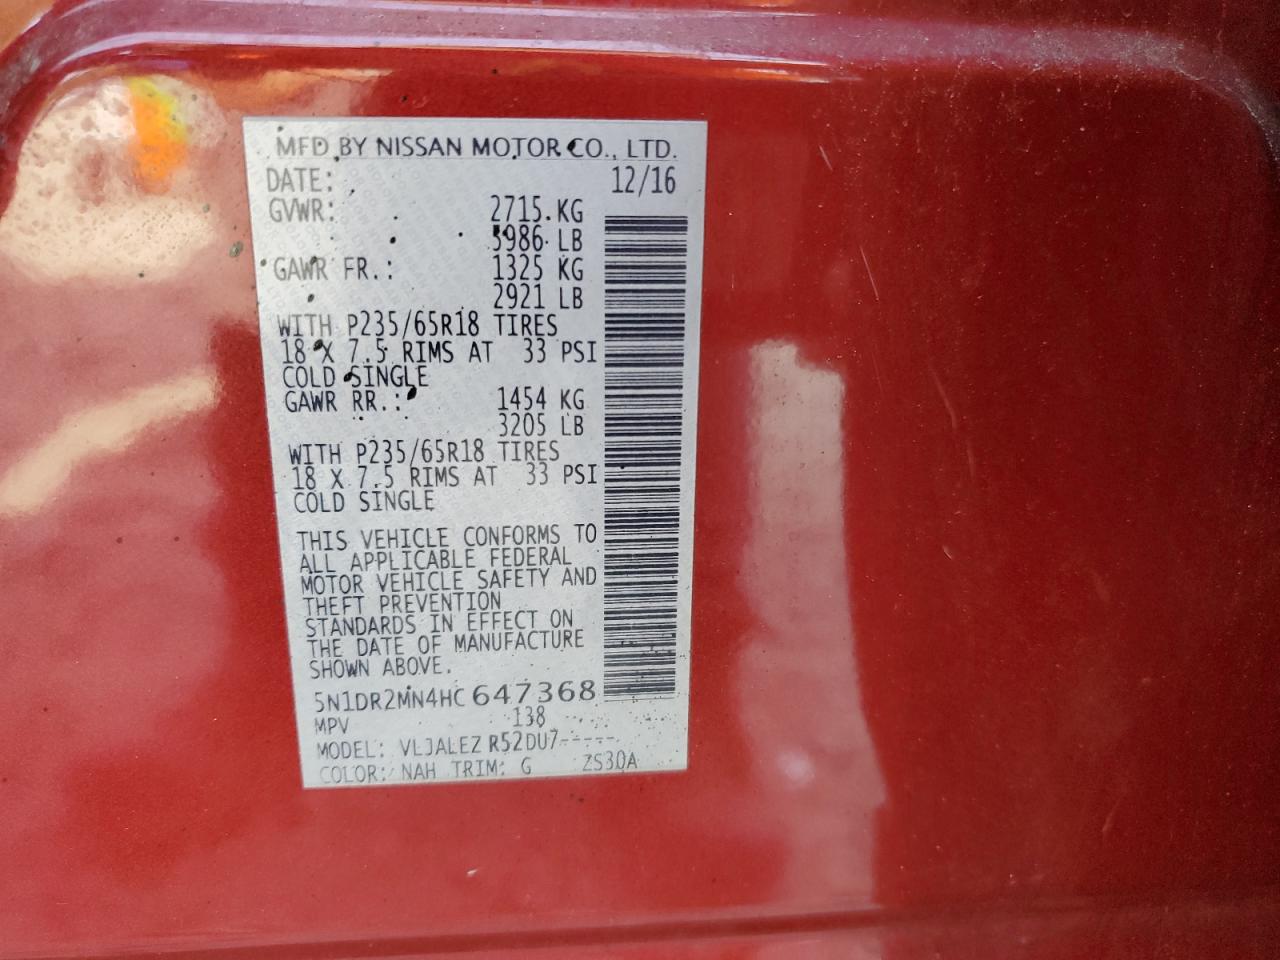 MFD BY NISSAN MOTOR CO., LTD.
DATE: 12/16
GVWR: 2715 KG
5986 LB
GAWR FR.: 1325 KG
2921 LB
WITH P235/65R18 TIRES
18 X 7.5 RIMS AT 33 PSI
COLD SINGLE
GAWR RR.: 1454 KG
3205 LB
WITH P235/65R18 TIRES
18 X 7.5 RIMS AT 33 PSI
COLD SINGLE
THIS VEHICLE CONFORMS TO
ALL APPLICABLE FEDERAL
MOTOR VEHICLE SAFETY AND
THEFT PREVENTION
STANDARDS IN EFFECT ON
THE DATE OF MANUFACTURE
SHOWN ABOVE.
5N1DR2MN4HC647368
MPV 138
MODEL: VLJALEZ R52DU7-----
COLOR: NAH TRIM: G ZS30A